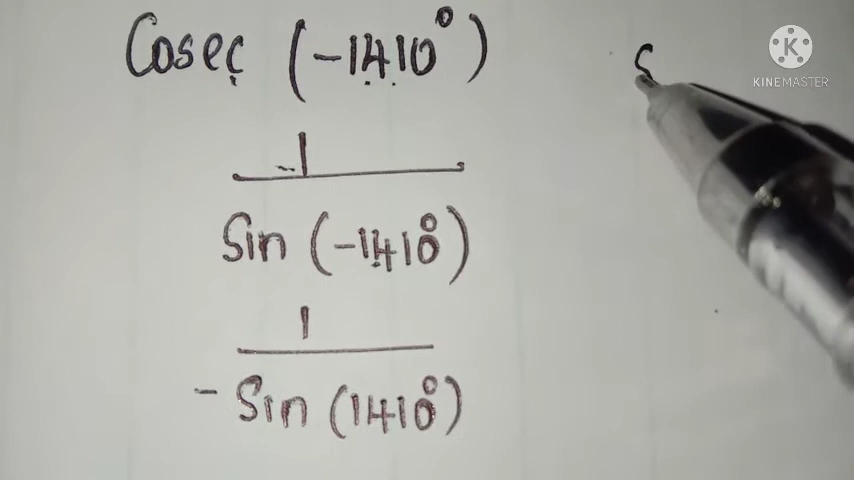 Cosec (-1410°)
-1
Sin (-1410°)
1
- Sin (1410°)
S
K
KINEMASTER